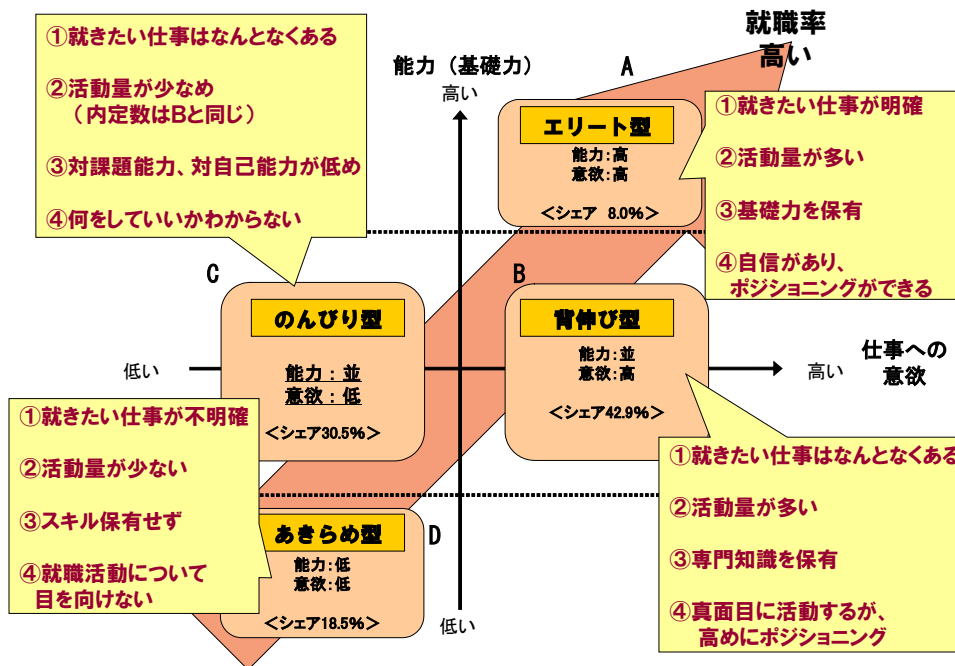 ①就きたい仕事はなんとなくある
②活動量が少なめ
（内定数はBと同じ）
③対課題能力、対自己能力が低め
④何をしていいかわからない
能力（基礎力）
高い
A
就職率
高い
エリート型
能力:高
意欲:高
＜シェア 8.0%＞
①就きたい仕事が明確
②活動量が多い
③基礎力を保有
④自信があり、
ポジショニングができる
C
のんびり型
能力：並
意欲：低
＜シェア30.5%＞
B
背伸び型
能力:並
意欲:高
＜シェア42.9%＞
低い
高い
仕事への
意欲
①就きたい仕事が不明確
②活動量が少ない
③スキル保有せず
④就職活動について
目を向けない
あきらめ型
D
能力:低
意欲:低
＜シェア18.5%＞
低い
①就きたい仕事はなんとなくある
②活動量が多い
③専門知識を保有
④真面目に活動するが、
高めにポジショニング